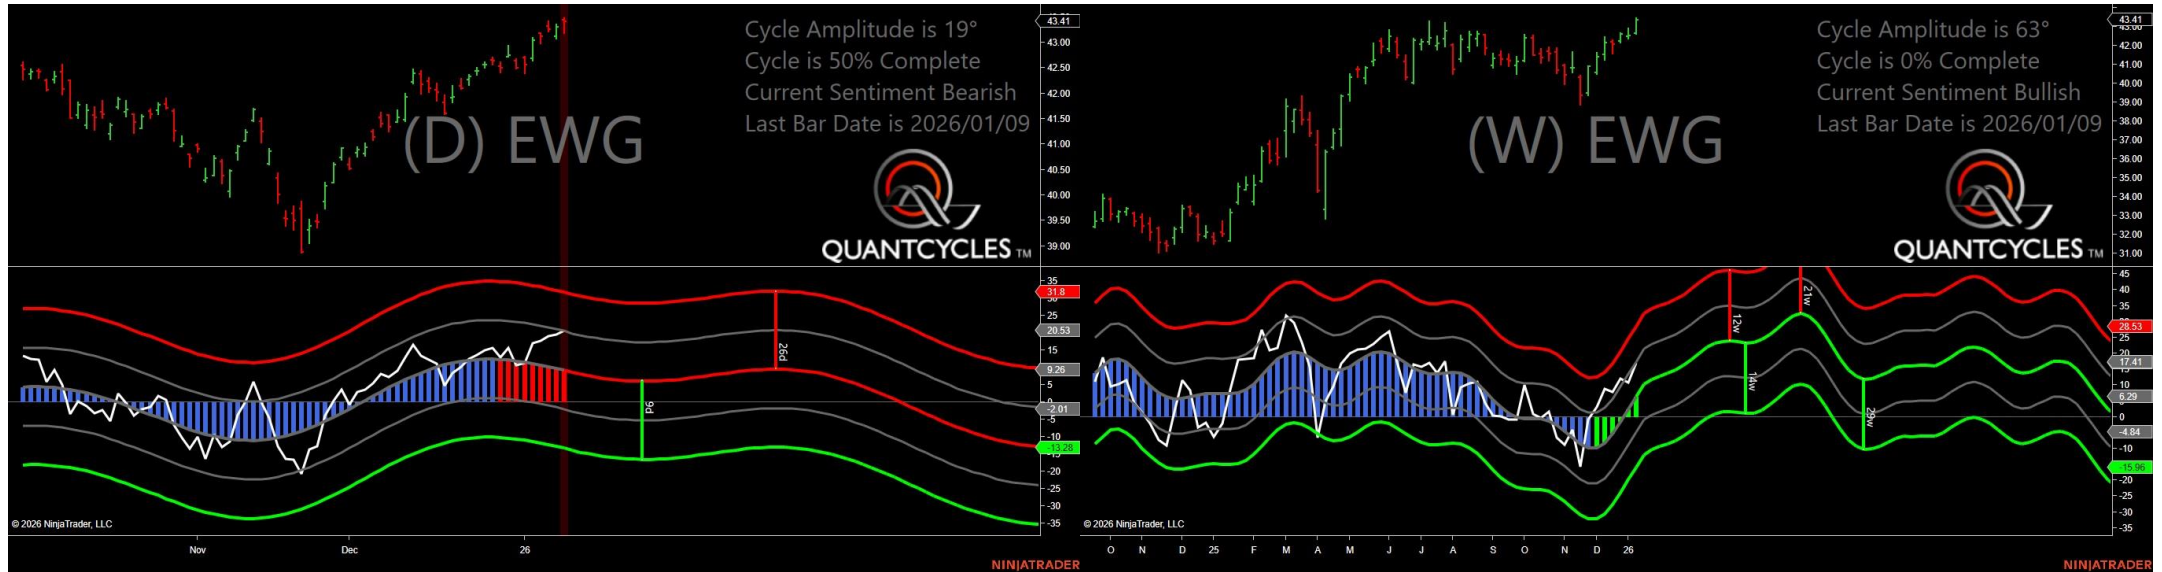 Cycle Amplitude is 19°
Cycle is 50% Complete
Current Sentiment Bearish
Last Bar Date is 2026/01/09
(D) EWG
QUANTCYCLES TM
43.41
43.00
42.50
42.00
41.50
41.00
40.50
40.00
39.50
39.00
35
31.8
25
20.53
15
9.26
5
0
-2.01
-5
-10
-13.28
-20
-25
-30
-35
9d
26d
© 2026 NinjaTrader, LLC
Nov
Dec
26
NINJATRADER
Cycle Amplitude is 63°
Cycle is 0% Complete
Current Sentiment Bullish
Last Bar Date is 2026/01/09
(W) EWG
QUANTCYCLES TM
43.41
43.00
42.00
41.00
40.00
39.00
38.00
37.00
36.00
35.00
34.00
33.00
32.00
31.00
45
40
35
28.53
25
20
17.41
10
6.29
0
-4.84
-10
-15.96
-20
-25
-30
-35
12w
14w
21w
29w
© 2026 NinjaTrader, LLC
O
N
D
25
F
M
A
M
J
J
A
S
O
N
D
26
NINJATRADER